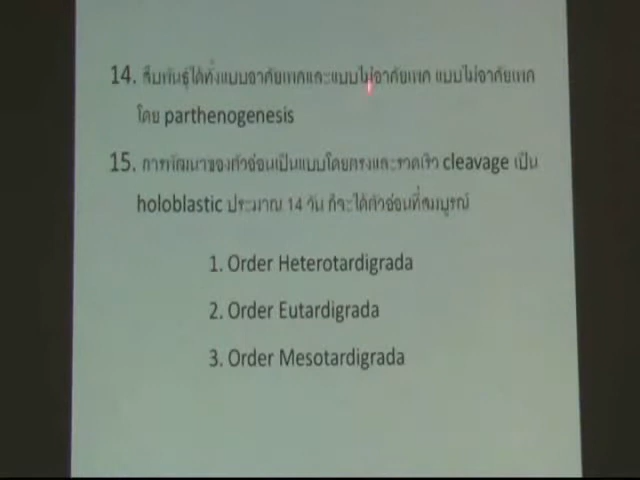 14. สืบพันธุ์ได้ทั้งแบบอาศัยเพศและแบบไม่อาศัยเพศ แบบไม่อาศัยเพศ
โดย parthenogenesis
15. การพัฒนาของตัวอ่อนเป็นแบบโดยตรงและรวดเร็ว cleavage เป็น
holoblastic ประมาณ 14 วัน ก็จะได้ตัวอ่อนที่สมบูรณ์
1. Order Heterotardigrada
2. Order Eutardigrada
3. Order Mesotardigrada